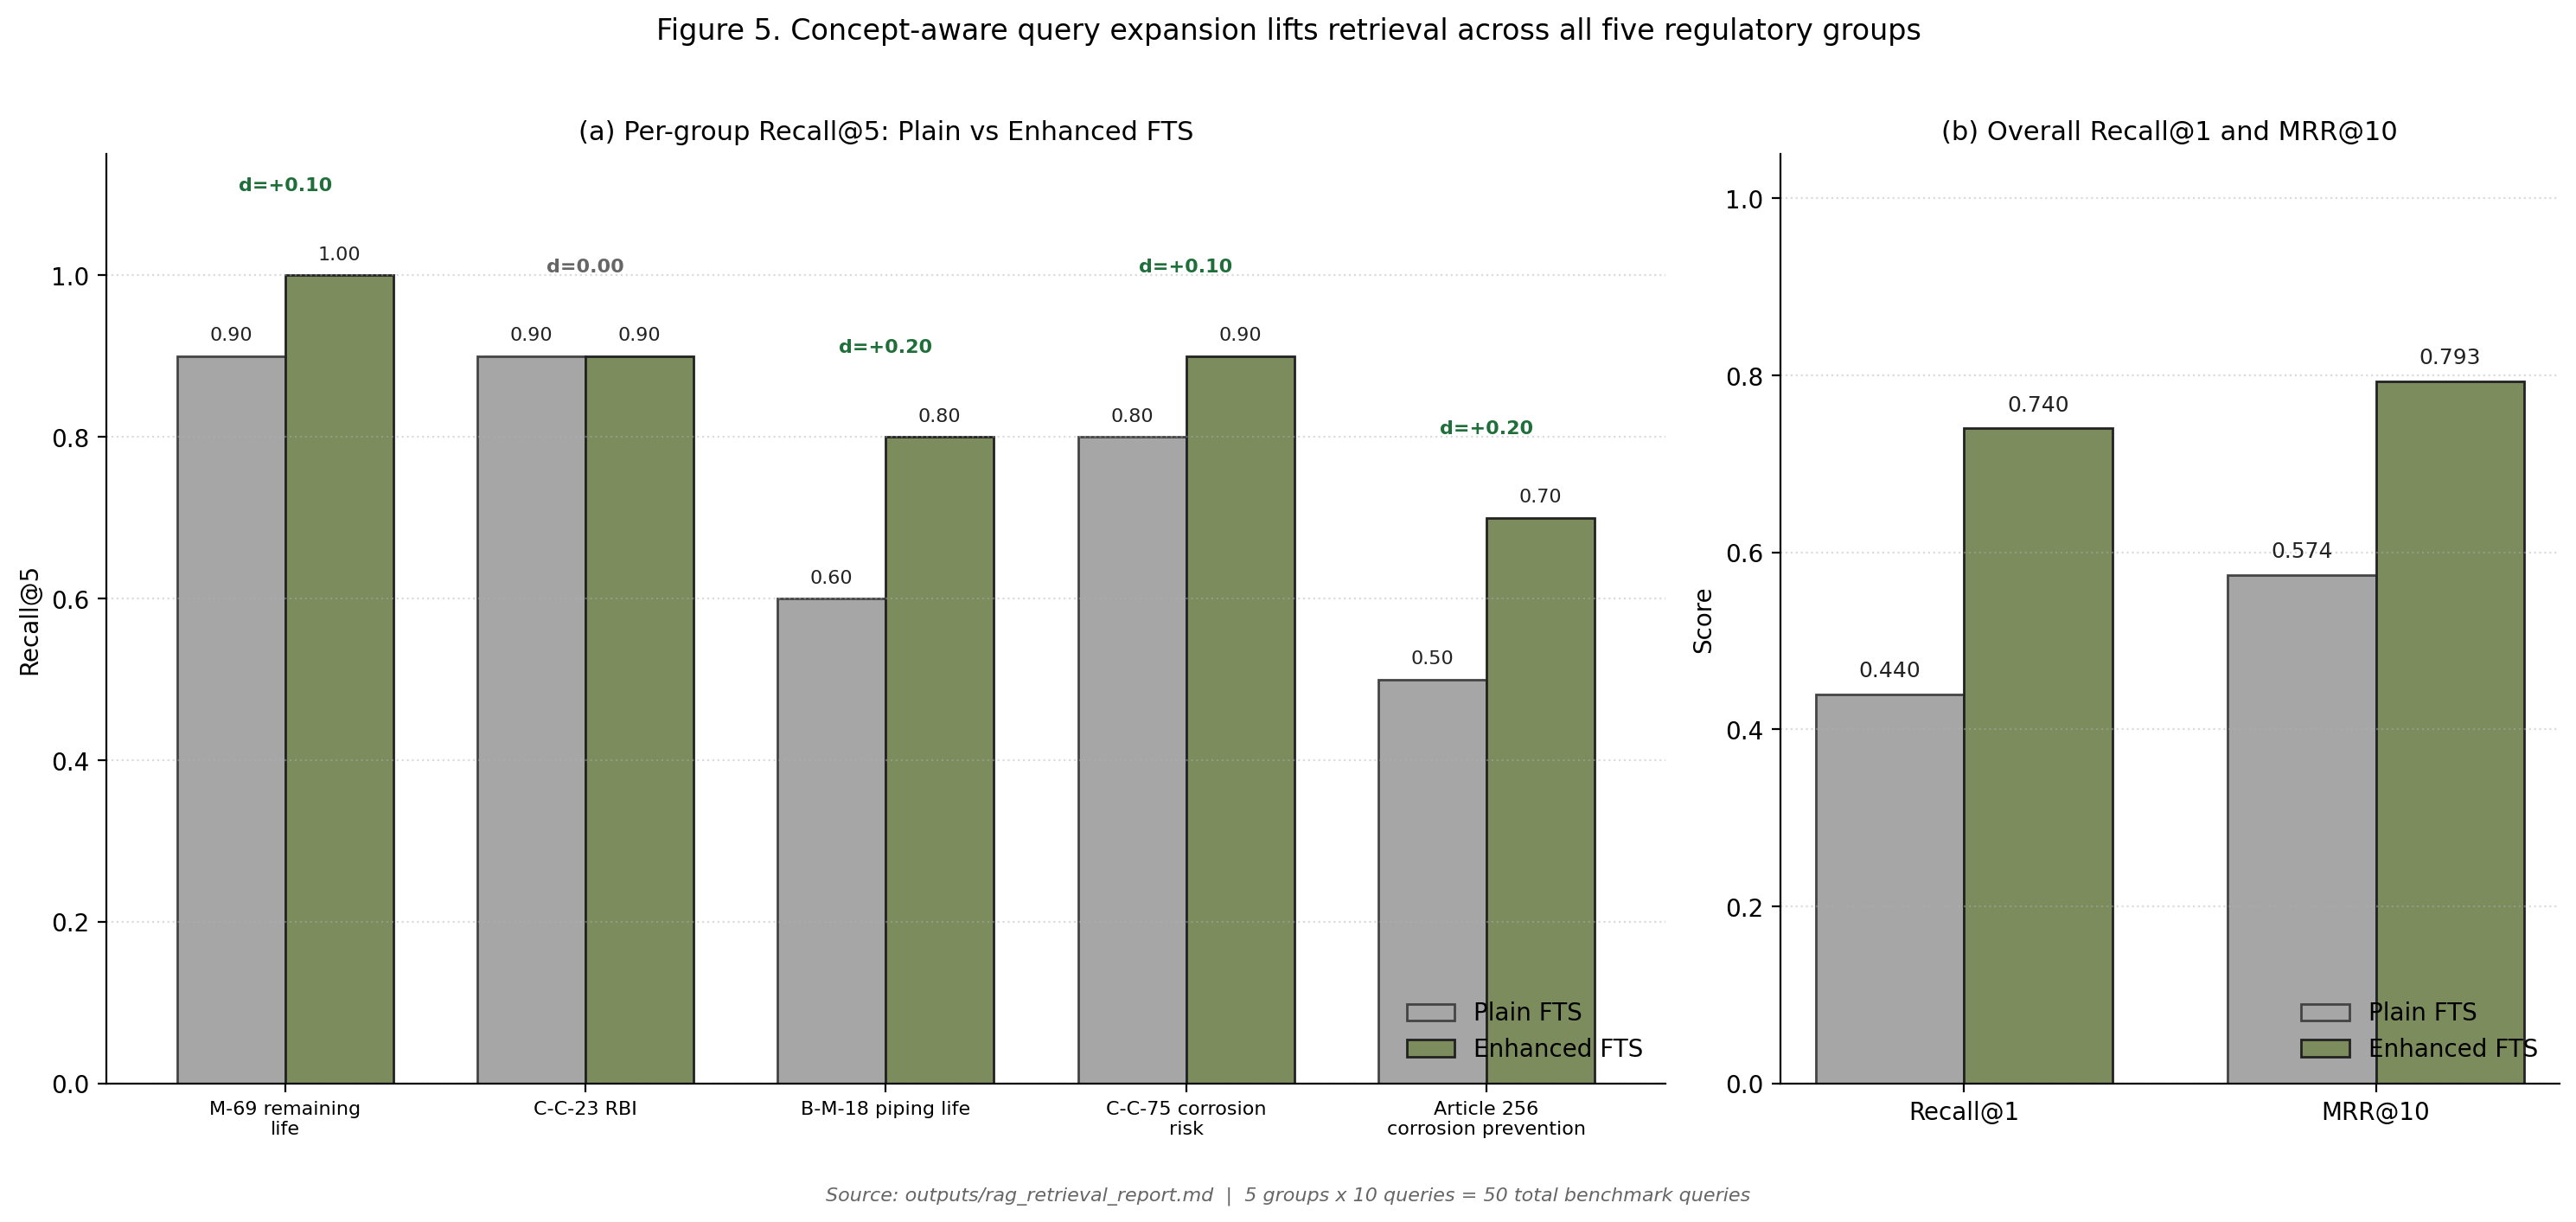 Figure 5. Concept-aware query expansion lifts retrieval across all five regulatory groups
(a) Per-group Recall@5: Plain vs Enhanced FTS
Recall@5
1.0
0.8
0.6
0.4
0.2
0.0
d=+0.10
d=0.00
d=+0.20
d=+0.10
d=+0.20
0.90
1.00
0.90
0.90
0.60
0.80
0.80
0.90
0.50
0.70
Plain FTS
Enhanced FTS
M-69 remaining
life
C-C-23 RBI
B-M-18 piping life
C-C-75 corrosion
risk
Article 256
corrosion prevention
(b) Overall Recall@1 and MRR@10
Score
1.0
0.8
0.6
0.4
0.2
0.0
0.440
0.740
0.574
0.793
Plain FTS
Enhanced FTS
Recall@1
MRR@10
Source: outputs/rag_retrieval_report.md | 5 groups x 10 queries = 50 total benchmark queries